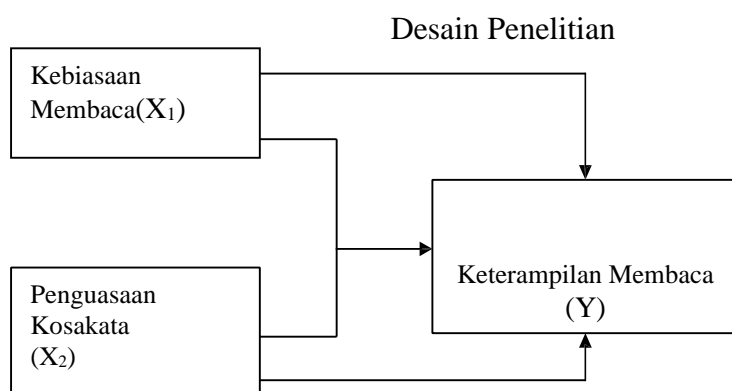 Desain Penelitian
Kebiasaan
Membaca(X₁)
Penguasaan
Kosakata
(X₂)
Keterampilan Membaca
(Y)